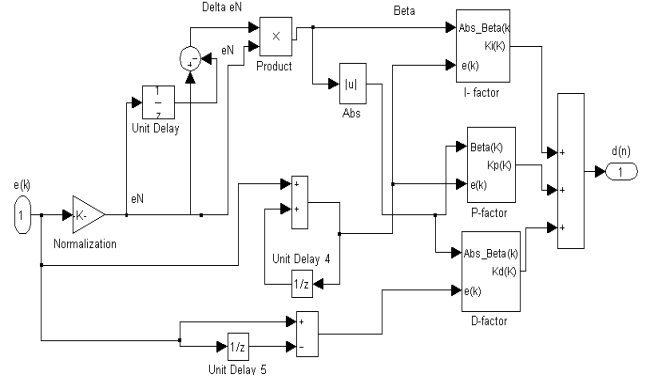 Delta eN
Beta
eN
×
Product
Abs_Beta(k
Ki(K)
e(k)
I- factor
|u|
Abs
1
z
Unit Delay
Beta(K)
Kp(K)
e(k)
P-factor
d(n)
1
e(k)
1
-K-
eN
Normalization
Unit Delay 4
1/z
Abs_Beta(k)
Kd(K)
e(k)
D-factor
1/z
Unit Delay 5